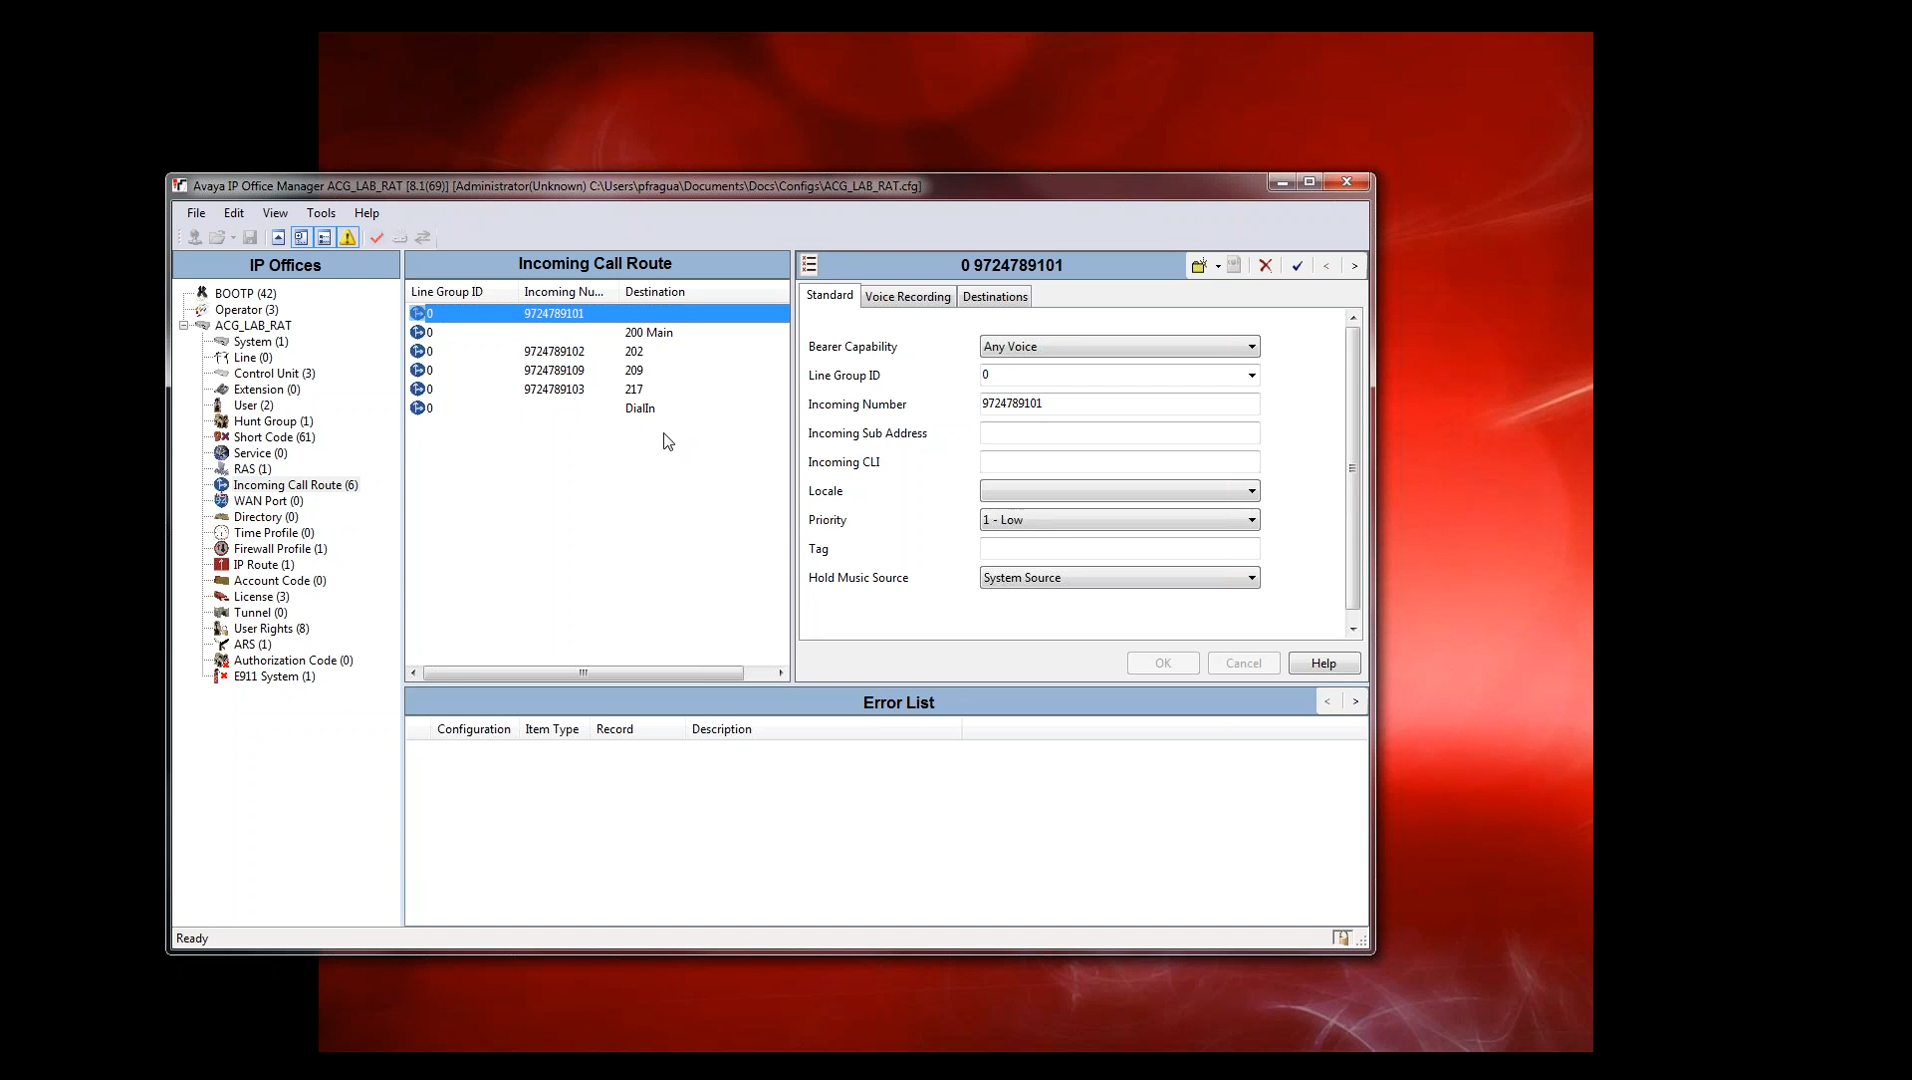 Avaya IP Office Manager ACG_LAB_RAT [8.1(69)] [Administrator(Unknown) C:\Users\pfragua\Documents\Docs\Configs\ACG_LAB_RAT.cfg]
File Edit View Tools Help
IP Offices
BOOTP (42)
Operator (3)
ACG_LAB_RAT
System (1)
Line (0)
Control Unit (3)
Extension (0)
User (2)
Hunt Group (1)
Short Code (61)
Service (0)
RAS (1)
Incoming Call Route (6)
WAN Port (0)
Directory (0)
Time Profile (0)
Firewall Profile (1)
IP Route (1)
Account Code (0)
License (3)
Tunnel (0)
User Rights (8)
ARS (1)
Authorization Code (0)
E911 System (1)
Incoming Call Route
Line Group ID Incoming Nu... Destination
0 9724789101
0 200 Main
0 9724789102 202
0 9724789109 209
0 9724789103 217
0 DialIn
0 9724789101
Standard Voice Recording Destinations
Bearer Capability Any Voice
Line Group ID 0
Incoming Number 9724789101
Incoming Sub Address
Incoming CLI
Locale
Priority 1 - Low
Tag
Hold Music Source System Source
OK Cancel Help
Error List
Configuration Item Type Record Description
Ready